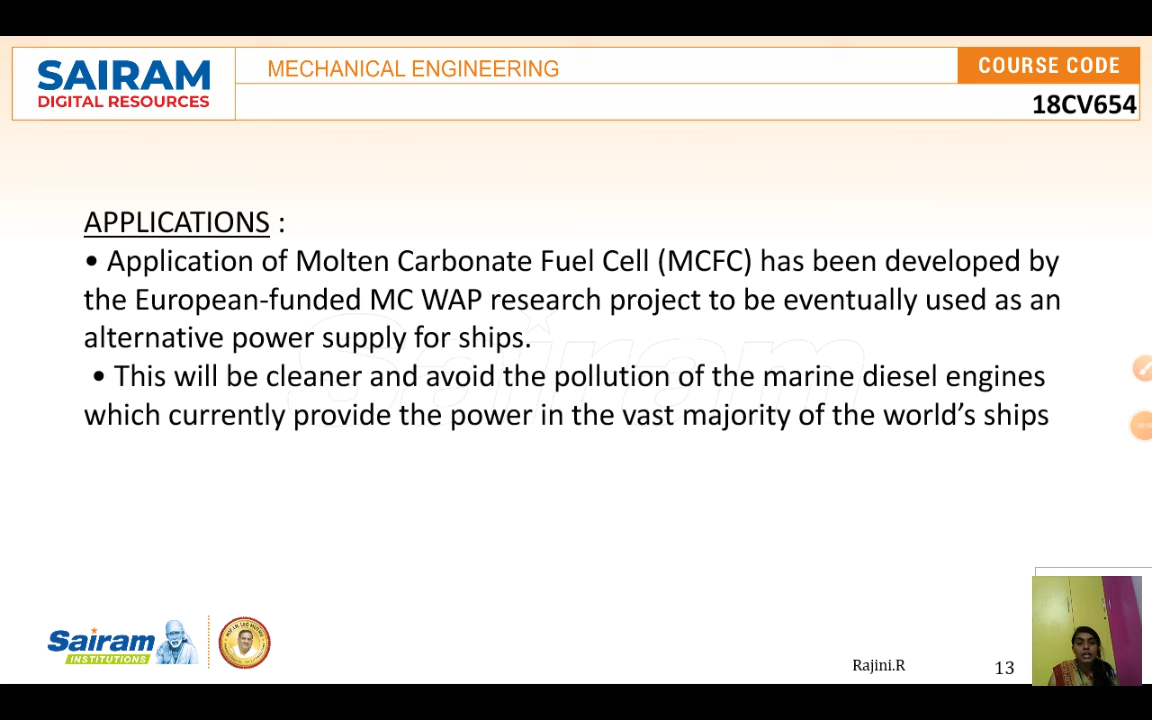 SAIRAM
DIGITAL RESOURCES
MECHANICAL ENGINEERING
COURSE CODE
18CV654
APPLICATIONS :
• Application of Molten Carbonate Fuel Cell (MCFC) has been developed by
the European-funded MC WAP research project to be eventually used as an
alternative power supply for ships.
• This will be cleaner and avoid the pollution of the marine diesel engines
which currently provide the power in the vast majority of the world’s ships
Sairam
Sairam
INSTITUTIONS
Rajini.R
13